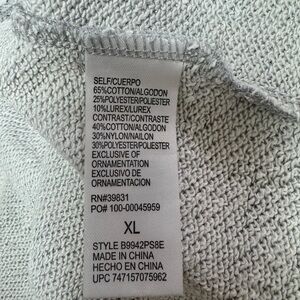 SELF/CUERPO
65%COTTON/ALGODON
25%POLYESTER/POLIESTER
10%LUREX/LUREX
CONTRAST/CONTRASTE
40%COTTON/ALGODON
30%NYLON/NAILON
30%POLYESTER/POLIESTER
EXCLUSIVE OF
ORNAMENTATION
EXCLUSIVO DE
ORNAMENTACION
RN#39831
PO# 100-00045959
XL
STYLE B9942PS8E
MADE IN CHINA
HECHO EN CHINA
UPC 747157075962